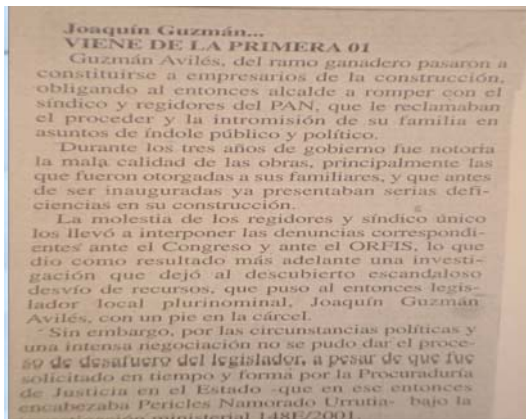 Joaquín Guzmán...
VIENE DE LA PRIMERA 01
Guzmán Avilés, del ramo ganadero pasaron a
constituirse a empresarios de la construcción,
obligando al entonces alcalde a romper con el
síndico y regidores del PAN, que le reclamaban
el proceder y la intromisión de su familia en
asuntos de índole público y político.
Durante los tres años de gobierno fue notoria
la mala calidad de las obras, principalmente las
que fueron otorgadas a sus familiares, y que antes
de ser inauguradas ya presentaban serias defi-
ciencias en su construcción.
La molestia de los regidores y síndico único
los llevó a interponer las denuncias correspondi-
entes ante el Congreso y ante el ORFIS, lo que
dio como resultado más adelante una investi-
gación que dejó al descubierto escandaloso
desvío de recursos, que puso al entonces legis-
lador local plurinominal, Joaquín Guzmán
Avilés, con un pie en la cárcel.
Sin embargo, por las circunstancias políticas y
una intensa negociación no se pudo dar el proce-
so de desafuero del legislador, a pesar de que fue
solicitado en tiempo y forma por la Procuraduría
de Justicia en el Estado -que en ese entonces
encabezaba Pericles Namorado Urrutia- bajo la
ministerial 148E/2001